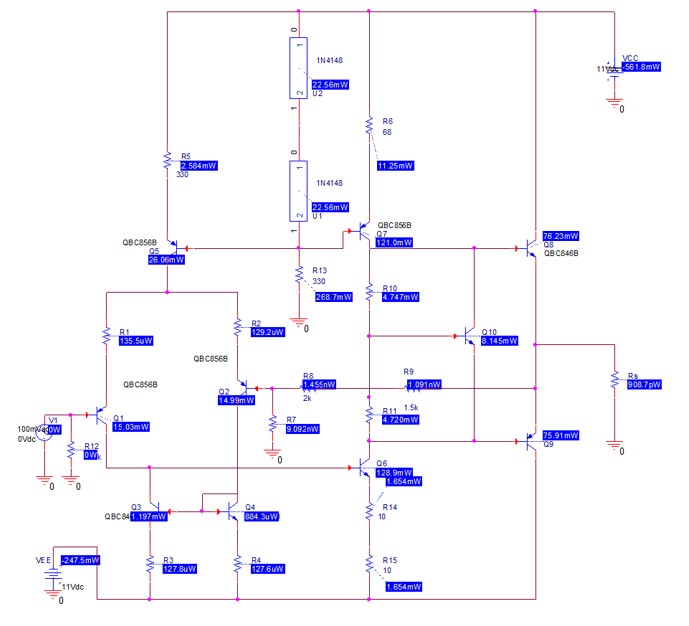 1
1N4148
22.56mW
2
U2
0
1
VCC
-561.8mW
0
R6
68
11.25mW
R5
2.584mW
330
0
1
1N4148
22.56mW
2
U1
1
QBC856B
Q5
26.06mW
QBC856B
Q7
121.0mW
76.23mW
Q8
QBC846B
R13
330
268.7mW
0
R10
4.747mW
R1
135.5uW
R2
129.2uW
Q10
8.145mW
QBC856B
QBC856B
Q2
14.99mW
R8
1.455nW
2k
R9
1.091nW
1.5k
Rs
908.7pW
0
V1
100mVac
0W
0Vdc
Q1
15.03mW
R12
0W
0
0
R7
9.092nW
0
R11
4.720mW
75.91mW
Q9
Q6
128.9mW
1.654mW
Q3
1.197mW
Q4
884.3uW
R14
10
VEE
-247.5mW
11Vdc
0
R3
127.8uW
R4
127.6uW
R15
10
1.654mW